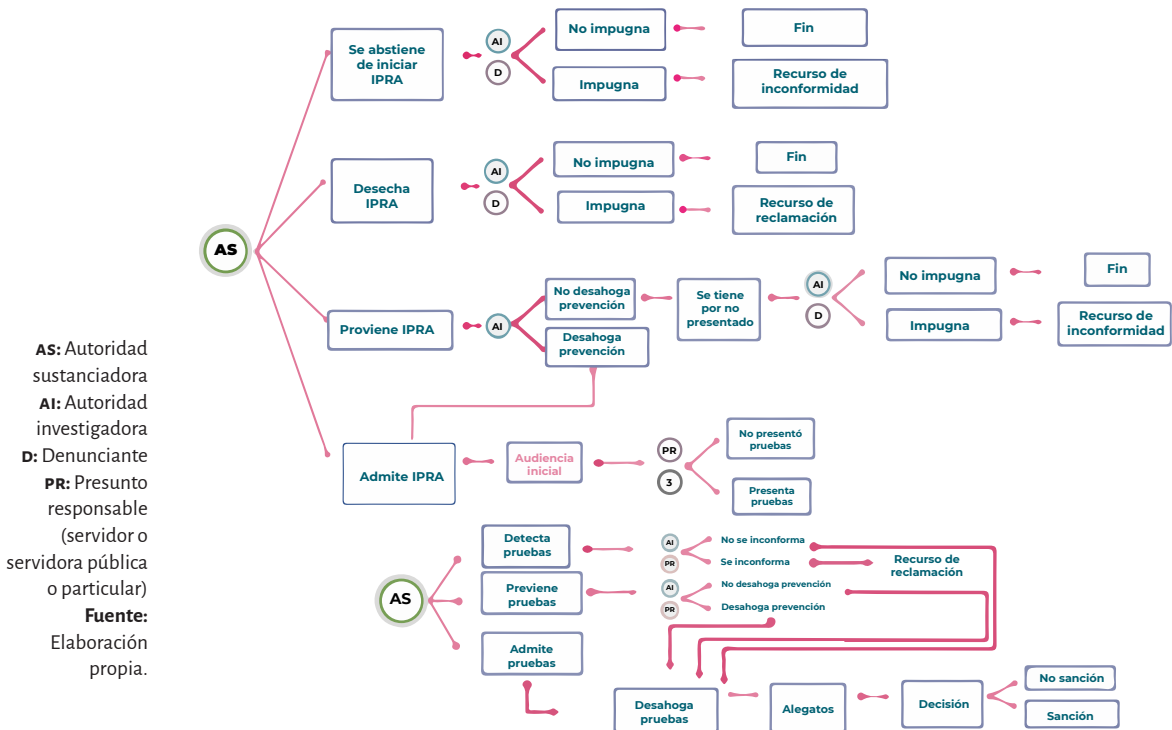 AS
Se abstiene
de iniciar
IPRA
AI
D
No impugna
Fin
Impugna
Recurso de
inconformidad
Desecha
IPRA
AI
D
No impugna
Fin
Impugna
Recurso de
reclamación
Proviene IPRA
AI
No desahoga
prevención
Desahoga
prevención
Se tiene
por no
presentado
AI
D
No impugna
Fin
Impugna
Recurso de
inconformidad
Admite IPRA
Audiencia
inicial
PR
3
No presentó
pruebas
Presenta
pruebas
AS
Detecta
pruebas
AI
PR
No se inconforma
Se inconforma
Recurso de
reclamación
Previene
pruebas
AI
PR
No desahoga prevención
Desahoga prevención
Admite
pruebas
Desahoga
pruebas
Alegatos
Decisión
No sanción
Sanción
AS: Autoridad
sustanciadora
AI: Autoridad
investigadora
D: Denunciante
PR: Presunto
responsable
(servidor o
servidora pública
o particular)
Fuente:
Elaboración
propia.